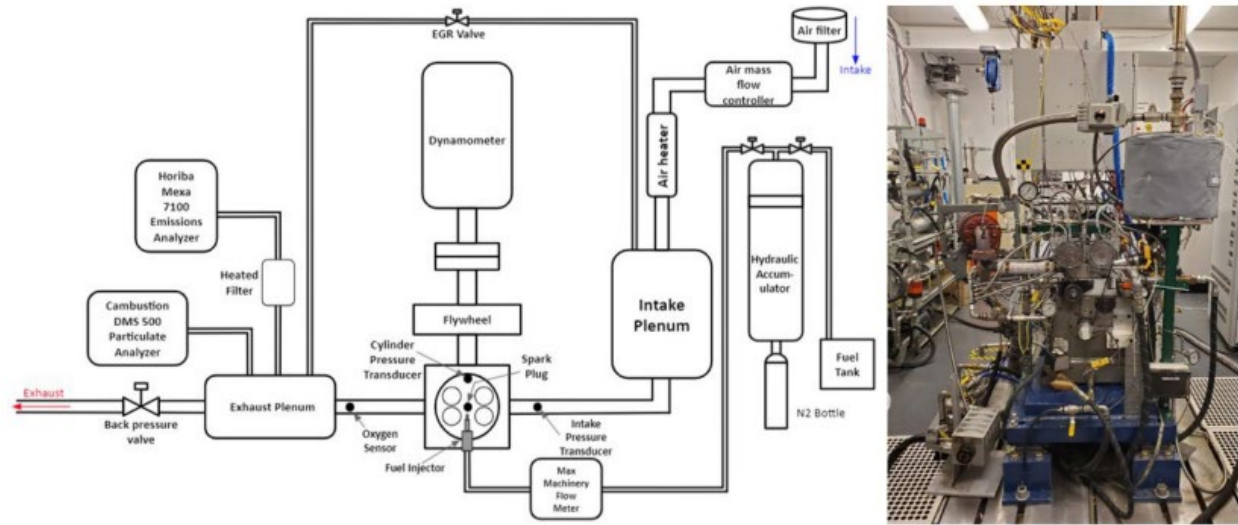 EGR Valve
Air filter
Intake
Air mass
flow
controller
Dynamometer
Air heater
Horiba
Mexa
7100
Emissions
Analyzer
Heated
Filter
Hydraulic
Accum-
ulator
Intake
Plenum
Cambustion
DMS 500
Particulate
Analyzer
Flywheel
Cylinder
Pressure
Transducer
Spark
Plug
Fuel
Tank
Exhaust
Exhaust Plenum
N2 Bottle
Back pressure
valve
Oxygen
Sensor
Intake
Pressure
Transducer
Fuel Injector
Max
Machinery
Flow
Meter